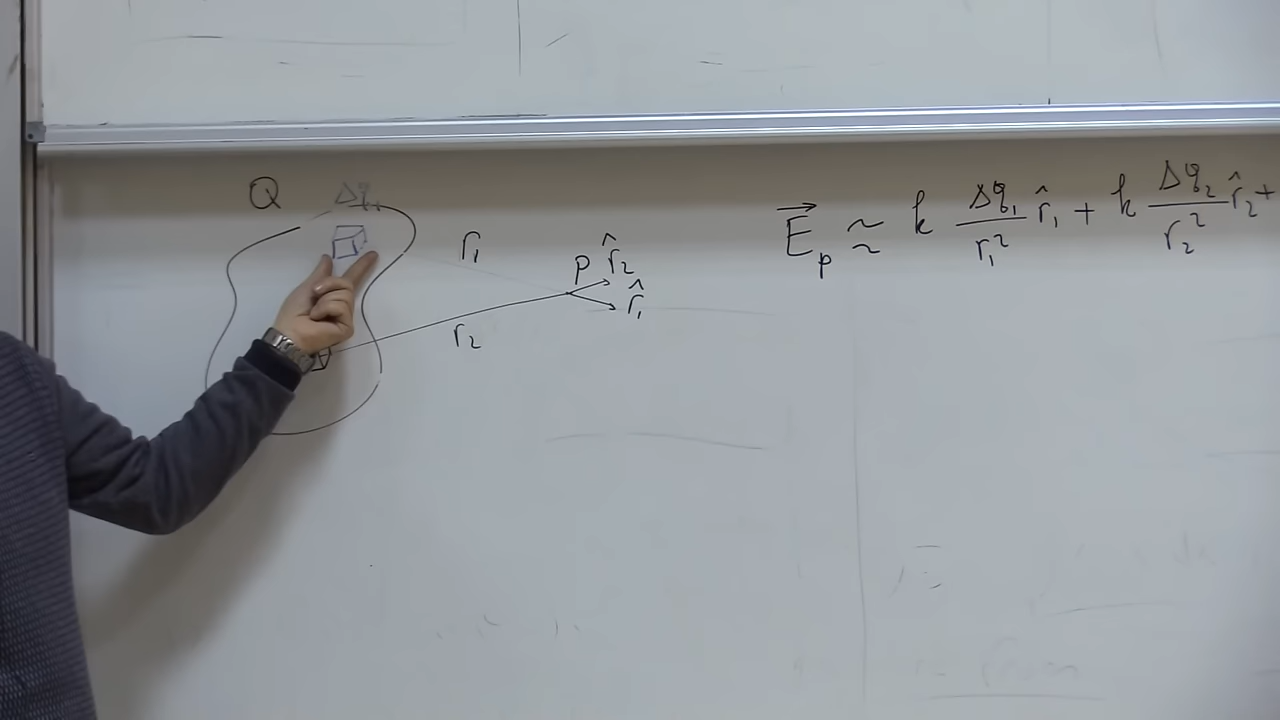 Q Δq₁
r₁
P r̂₂
r̂₁
r₂
E⃗ₚ ≈ k Δq₁/r₁² r̂₁ + k Δq₂/r₂² r̂₂ +